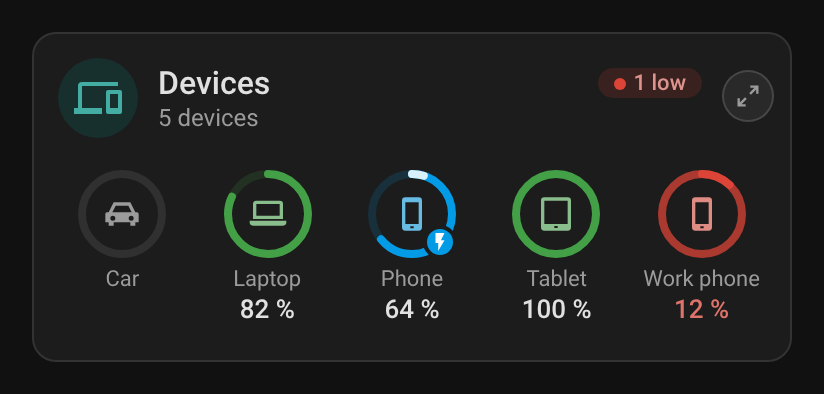 Devices
5 devices
1 low
Car
Laptop
82 %
Phone
64 %
Tablet
100 %
Work phone
12 %